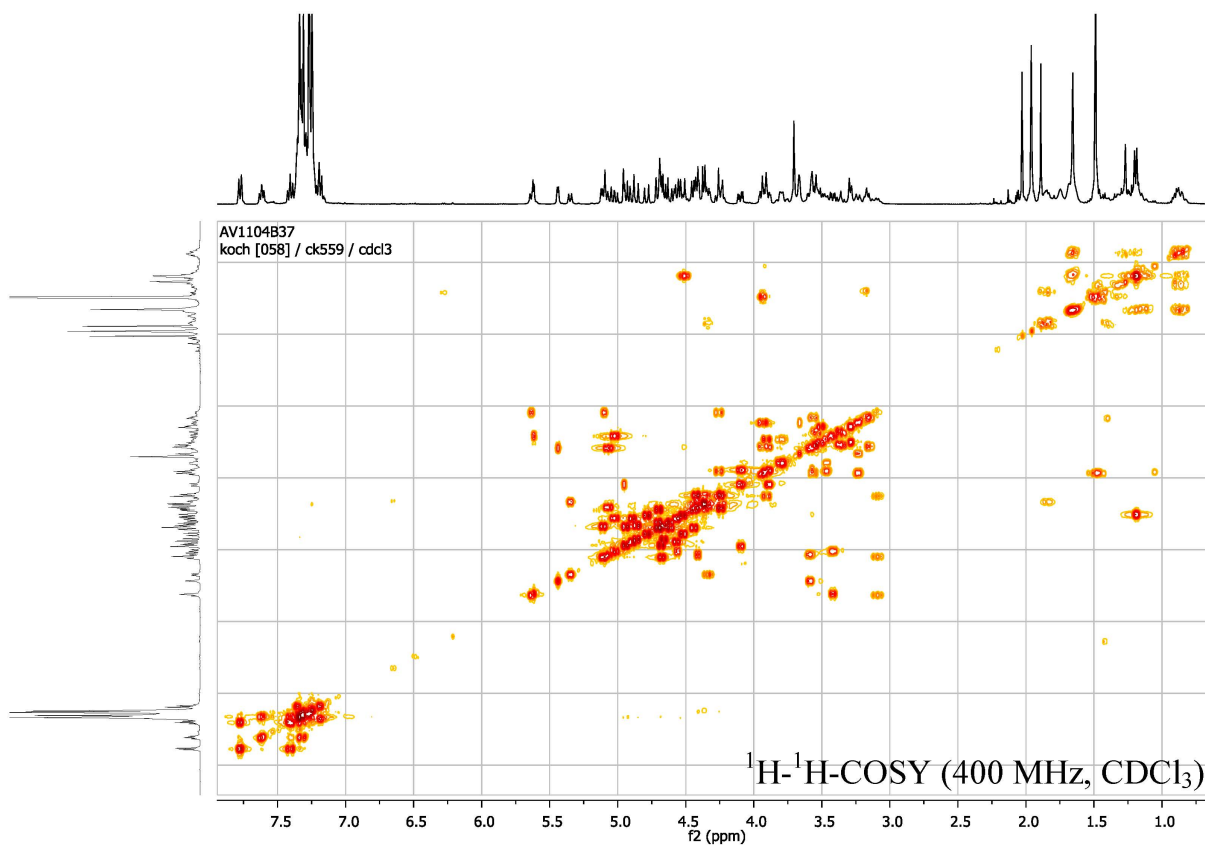 AV1104B37
koch [058] / ck559 / cdcl3
¹H-¹H-COSY (400 MHz, CDCl₃)
7.5 7.0 6.5 6.0 5.5 5.0 4.5 4.0 3.5 3.0 2.5 2.0 1.5 1.0
f2 (ppm)